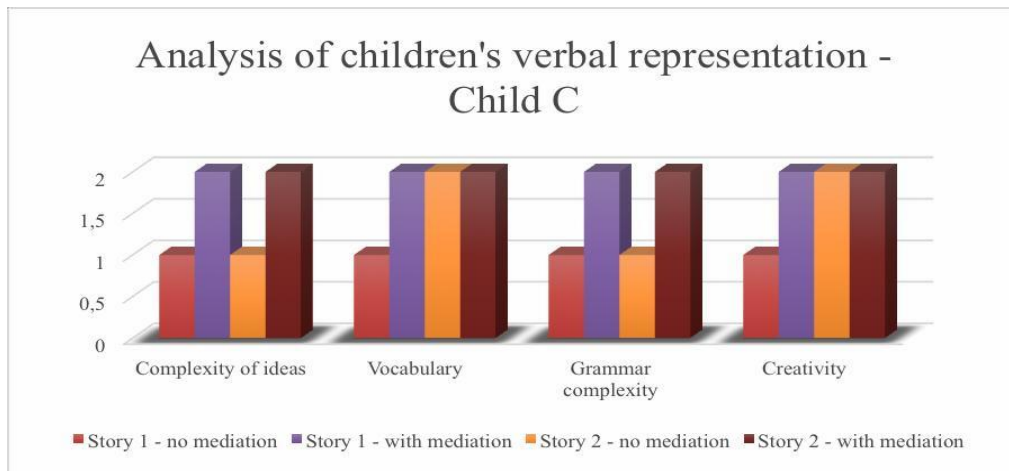 Analysis of children's verbal representation -
Child C
2
1,5
1
0,5
0
Complexity of ideas
Vocabulary
Grammar
complexity
Creativity
Story 1 - no mediation
Story 1 - with mediation
Story 2 - no mediation
Story 2 - with mediation